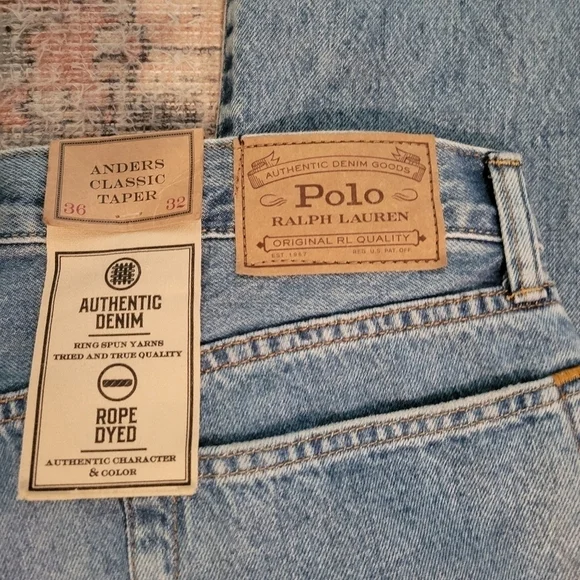 ANDERS
CLASSIC
TAPER
36 32
AUTHENTIC
DENIM
RING SPUN YARNS
TRIED AND TRUE QUALITY
ROPE
DYED
AUTHENTIC CHARACTER
& COLOR
AUTHENTIC DENIM GOODS
Polo
RALPH LAUREN
ORIGINAL RL QUALITY
EST. 1967 REG. U.S. PAT. OFF.